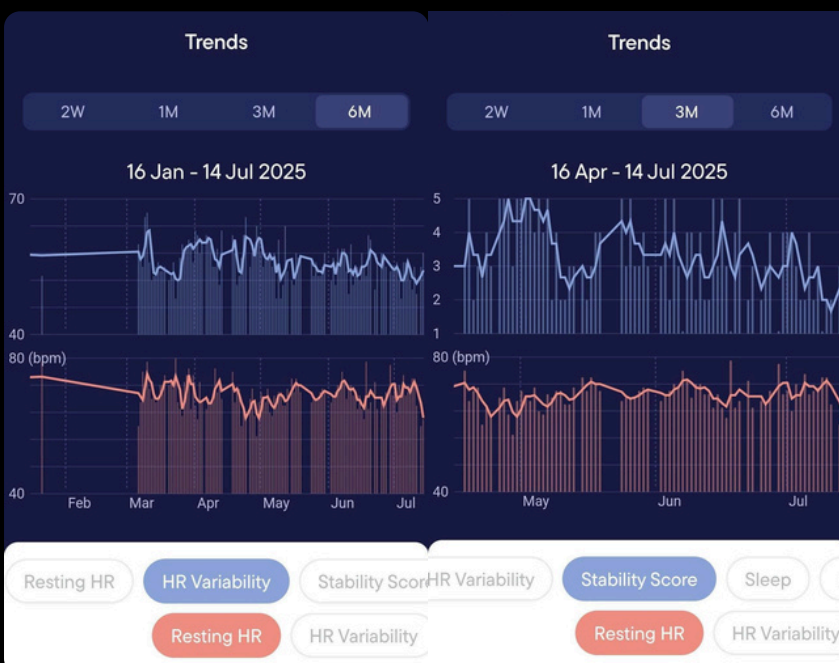 Trends
2W 1M 3M 6M
16 Jan - 14 Jul 2025
70
40
80 (bpm)
40
Feb Mar Apr May Jun Jul
Resting HR HR Variability Stability Scor
Resting HR HR Variability
Trends
2W 1M 3M 6M
16 Apr - 14 Jul 2025
5
4
3
2
1
80 (bpm)
40
May Jun Jul
HR Variability Stability Score Sleep
Resting HR HR Variability